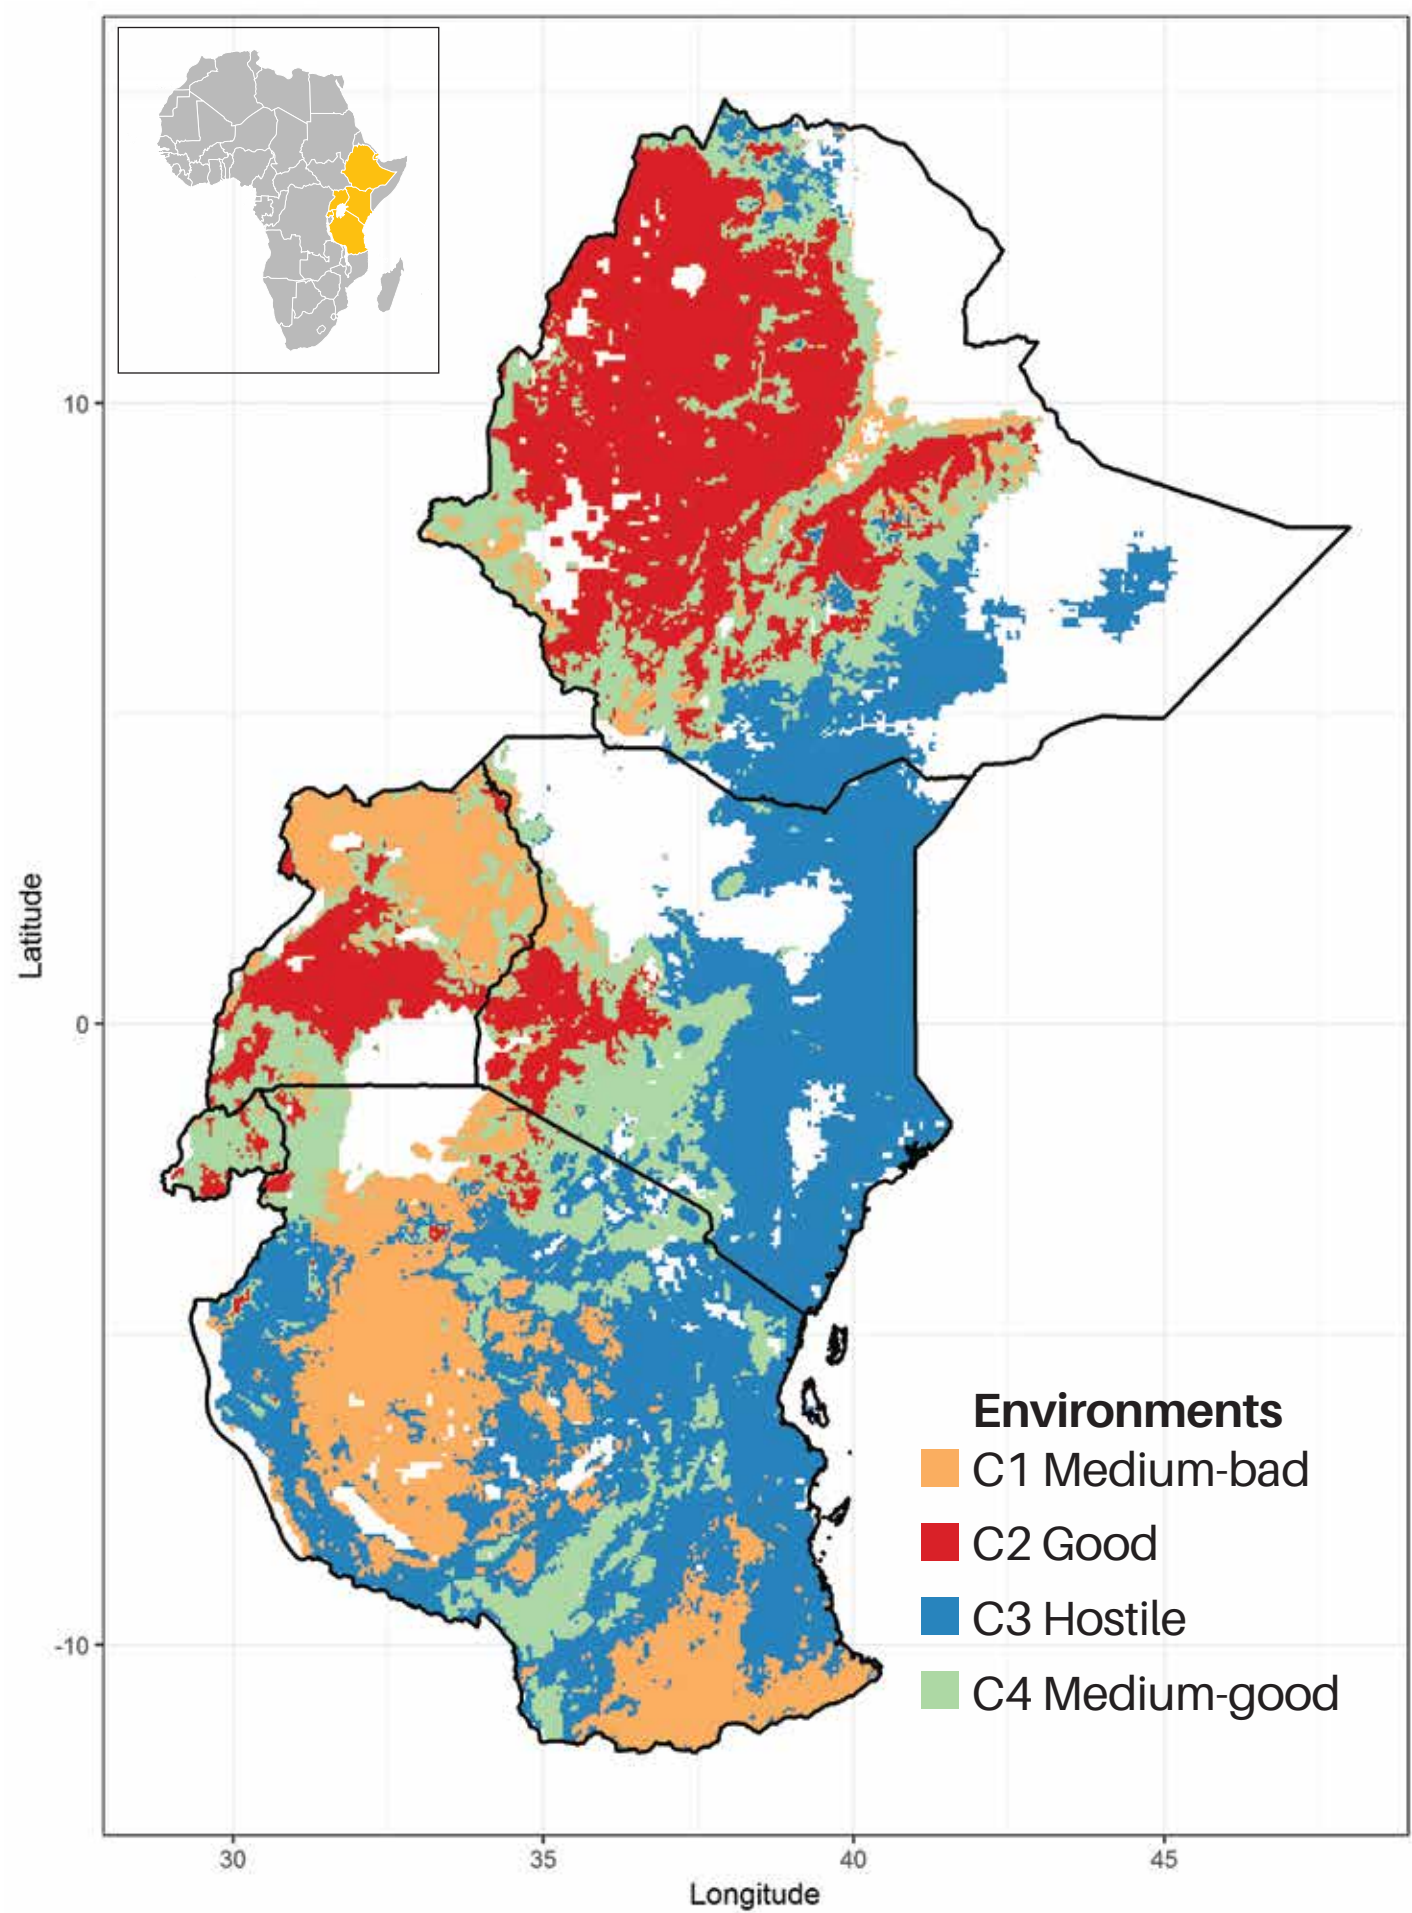 10
0
-10
Latitude
30
35
40
45
Longitude
Environments
C1 Medium-bad
C2 Good
C3 Hostile
C4 Medium-good